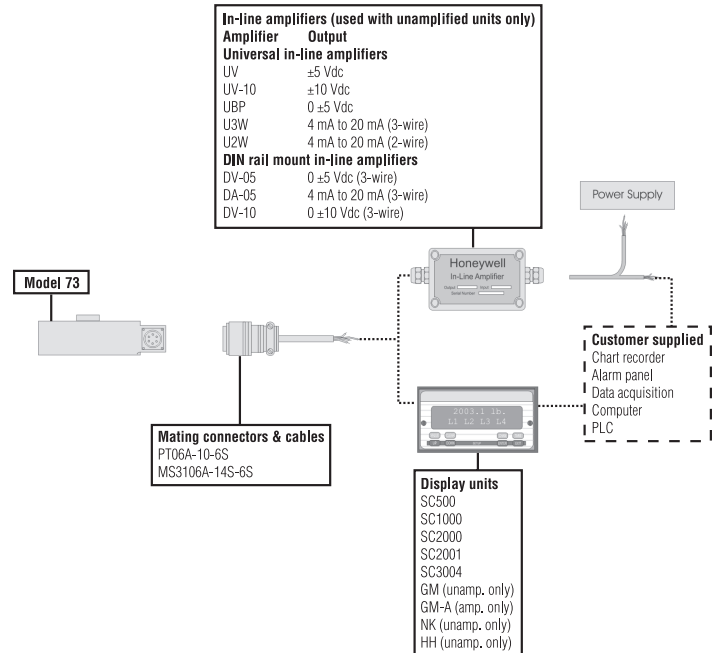 In-line amplifiers (used with unamplified units only)
Amplifier Output
Universal in-line amplifiers
UV ±5 Vdc
UV-10 ±10 Vdc
UBP 0 ±5 Vdc
U3W 4 mA to 20 mA (3-wire)
U2W 4 mA to 20 mA (2-wire)
DIN rail mount in-line amplifiers
DV-05 0 ±5 Vdc (3-wire)
DA-05 4 mA to 20 mA (3-wire)
DV-10 0 ±10 Vdc (3-wire)
Power Supply
Honeywell
In-Line Amplifier
Serial Number
Model 73
Customer supplied
Chart recorder
Alarm panel
Data acquisition
Computer
PLC
2003.1 lb.
L1 L2 L3 L4
Mating connectors & cables
PT06A-10-6S
MS3106A-14S-6S
Display units
SC500
SC1000
SC2000
SC2001
SC3004
GM (unamp. only)
GM-A (amp. only)
NK (unamp. only)
HH (unamp. only)